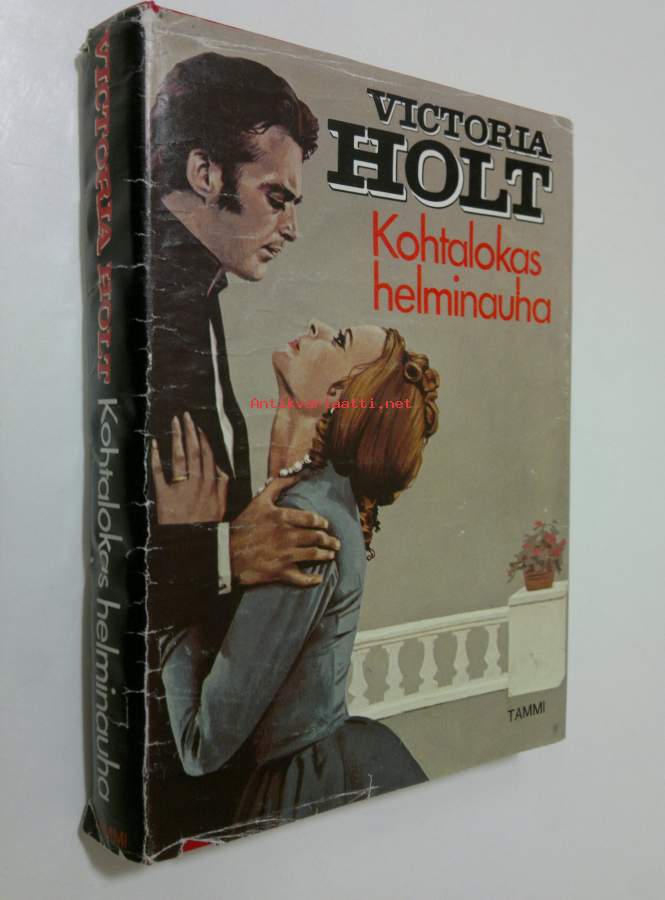 VICTORIA
HOLT
Kohtalokas
helminauha
Antikvariaatti.net
TAMMI
VICTORIA HOLT Kohtalokas helminauha